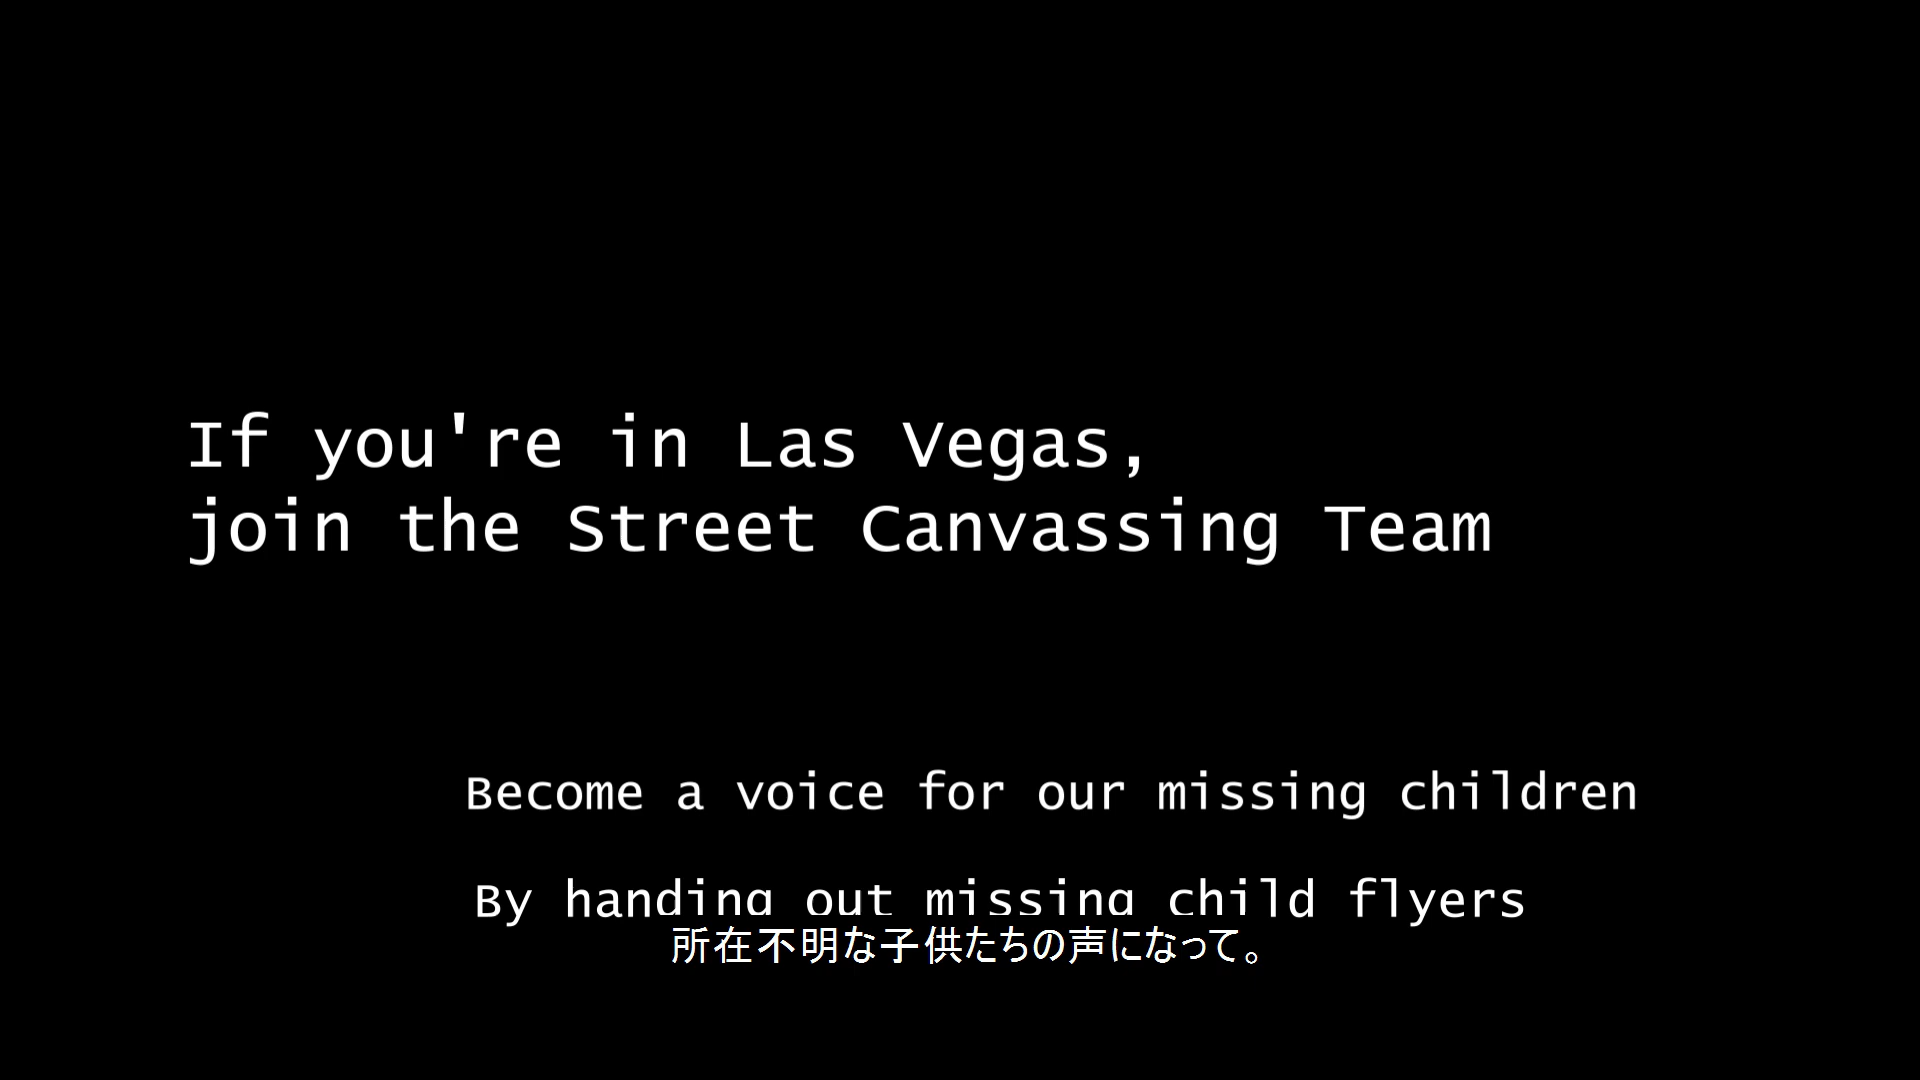 If you're in Las Vegas,
join the Street Canvassing Team
Become a voice for our missing children
By handing out missing child flyers
所在不明な子供たちの声になって。